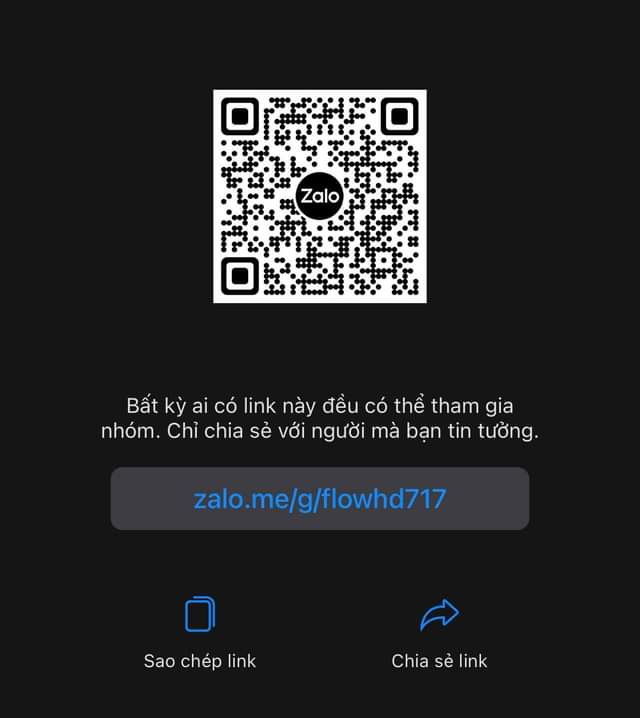 Zalo
Bất kỳ ai có link này đều có thể tham gia
nhóm. Chỉ chia sẻ với người mà bạn tin tưởng.
zalo.me/g/flowhd717
Sao chép link
Chia sẻ link